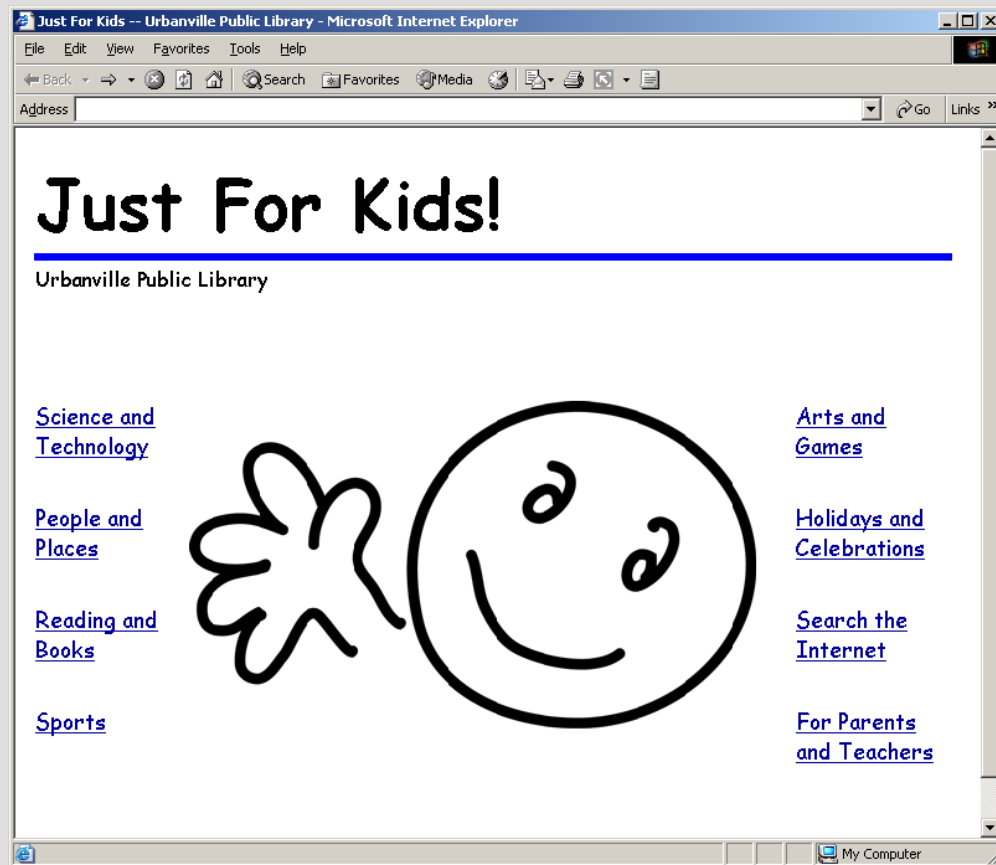 Just For Kids -- Urbanville Public Library - Microsoft Internet Explorer
File Edit View Favorites Tools Help
Back Search Favorites Media
Address Go Links »
Just For Kids!
Urbanville Public Library
Science and
Technology
People and
Places
Reading and
Books
Sports
Arts and
Games
Holidays and
Celebrations
Search the
Internet
For Parents
and Teachers
My Computer